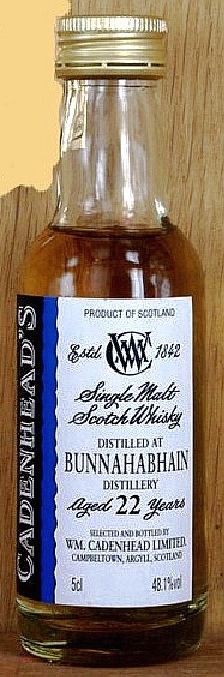 CADENHEAD'S
PRODUCT OF SCOTLAND
Estd. WC 1842
Single Malt
Scotch Whisky
DISTILLED AT
BUNNAHABHAIN
DISTILLERY
Aged 22 Years
SELECTED AND BOTTLED BY
WM. CADENHEAD LIMITED.
CAMPBELTOWN, ARGYLL, SCOTLAND
5cl 48.1%vol